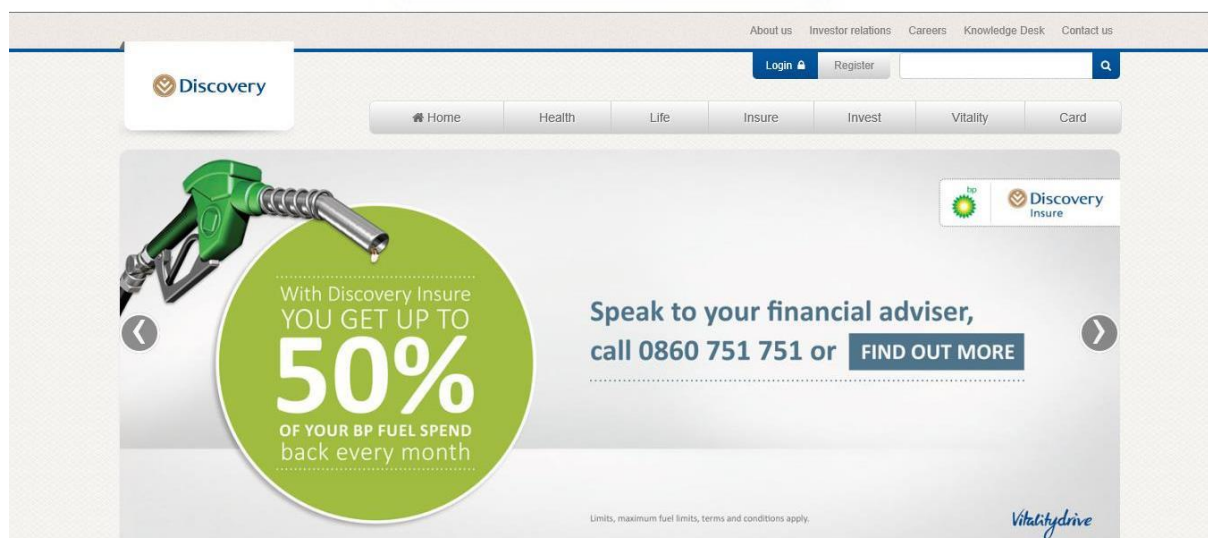 About us Investor relations Careers Knowledge Desk Contact us
Login Register
Discovery
Home Health Life Insure Invest Vitality Card
bp
Discovery
Insure
With Discovery Insure
YOU GET UP TO
50%
OF YOUR BP FUEL SPEND
back every month
Speak to your financial adviser,
call 0860 751 751 or FIND OUT MORE
Limits, maximum fuel limits, terms and conditions apply.
Vitalitydrive